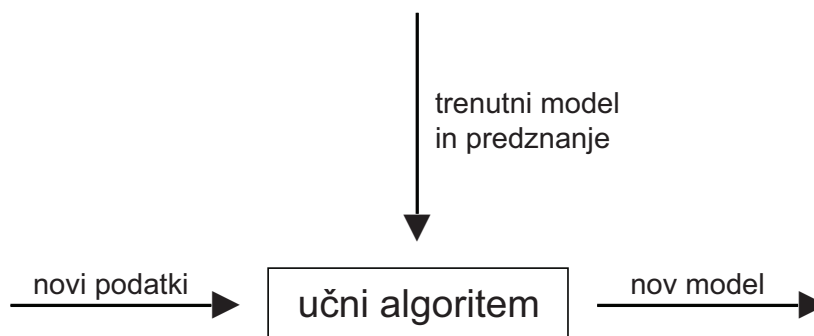 trenutni model
in predznanje
novi podatki
učni algoritem
nov model